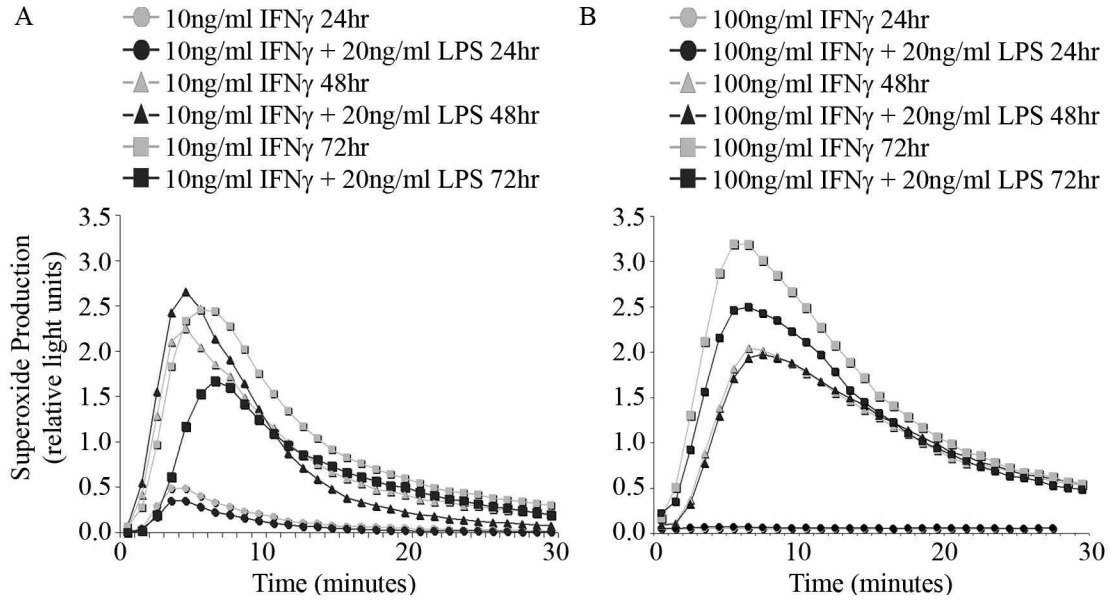 A
10ng/ml IFNγ 24hr
10ng/ml IFNγ + 20ng/ml LPS 24hr
10ng/ml IFNγ 48hr
10ng/ml IFNγ + 20ng/ml LPS 48hr
10ng/ml IFNγ 72hr
10ng/ml IFNγ + 20ng/ml LPS 72hr
Superoxide Production
(relative light units)
3.5
3.0
2.5
2.0
1.5
1.0
0.5
0.0
0 10 20 30
Time (minutes)
B
100ng/ml IFNγ 24hr
100ng/ml IFNγ + 20ng/ml LPS 24hr
100ng/ml IFNγ 48hr
100ng/ml IFNγ + 20ng/ml LPS 48hr
100ng/ml IFNγ 72hr
100ng/ml IFNγ + 20ng/ml LPS 72hr
3.5
3.0
2.5
2.0
1.5
1.0
0.5
0.0
0 10 20 30
Time (minutes)